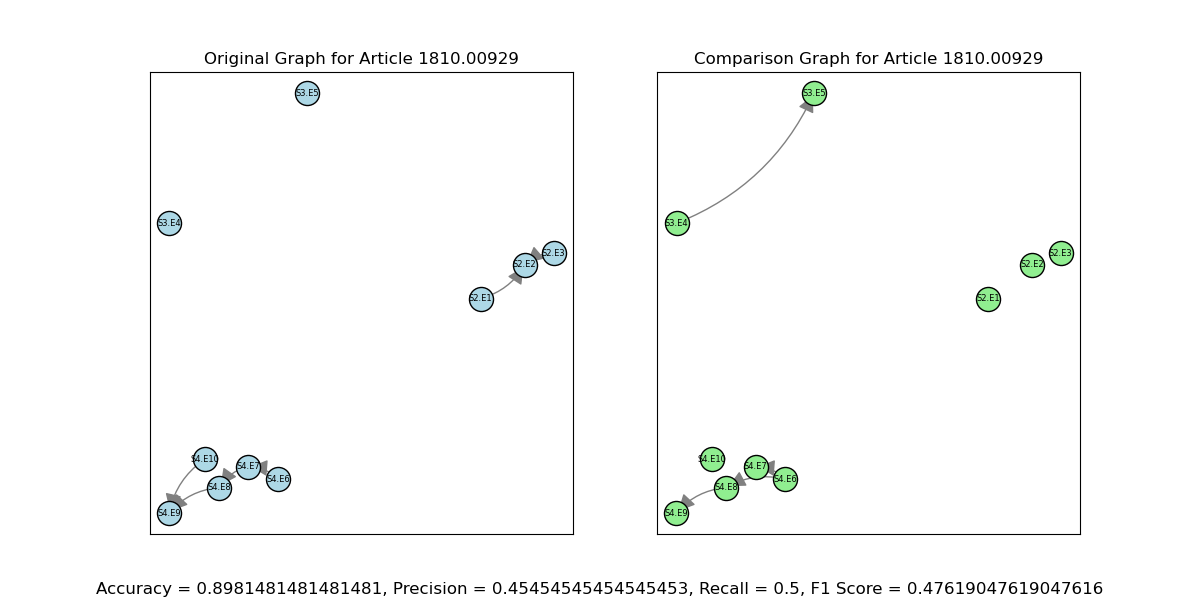 Original Graph for Article 1810.00929
S3.E5
S3.E4
S2.E3
S2.E2
S2.E1
S4.E10
S4.E7
S4.E6
S4.E8
S4.E9
Comparison Graph for Article 1810.00929
S3.E5
S3.E4
S2.E3
S2.E2
S2.E1
S4.E10
S4.E7
S4.E6
S4.E8
S4.E9
Accuracy = 0.8981481481481481, Precision = 0.45454545454545453, Recall = 0.5, F1 Score = 0.47619047619047616